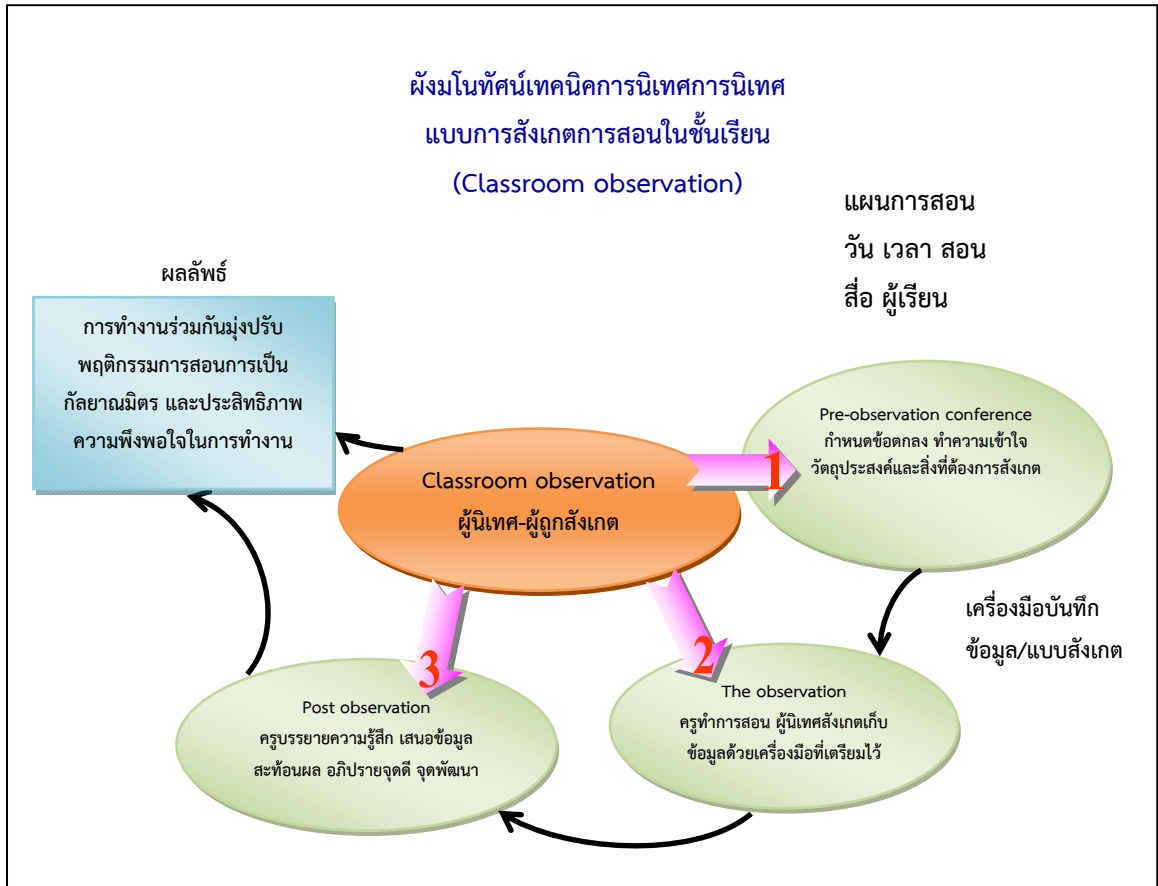 ผังมโนทัศน์เทคนิคการนิเทศการนิเทศ
แบบการสังเกตการสอนในชั้นเรียน
(Classroom observation)
แผนการสอน
วัน เวลา สอน
สื่อ ผู้เรียน
ผลลัพธ์
การทำงานร่วมกันมุ่งปรับ
พฤติกรรมการสอนการเป็น
กัลยาณมิตร และประสิทธิภาพ
ความพึงพอใจในการทำงาน
Classroom observation
ผู้นิเทศ-ผู้ถูกสังเกต
1
Pre-observation conference
กำหนดข้อตกลง ทำความเข้าใจ
วัตถุประสงค์และสิ่งที่ต้องการสังเกต
เครื่องมือบันทึก
ข้อมูล/แบบสังเกต
2
The observation
ครูทำการสอน ผู้นิเทศสังเกตเก็บ
ข้อมูลด้วยเครื่องมือที่เตรียมไว้
3
Post observation
ครูบรรยายความรู้สึก เสนอข้อมูล
สะท้อนผล อภิปรายจุดดี จุดพัฒนา